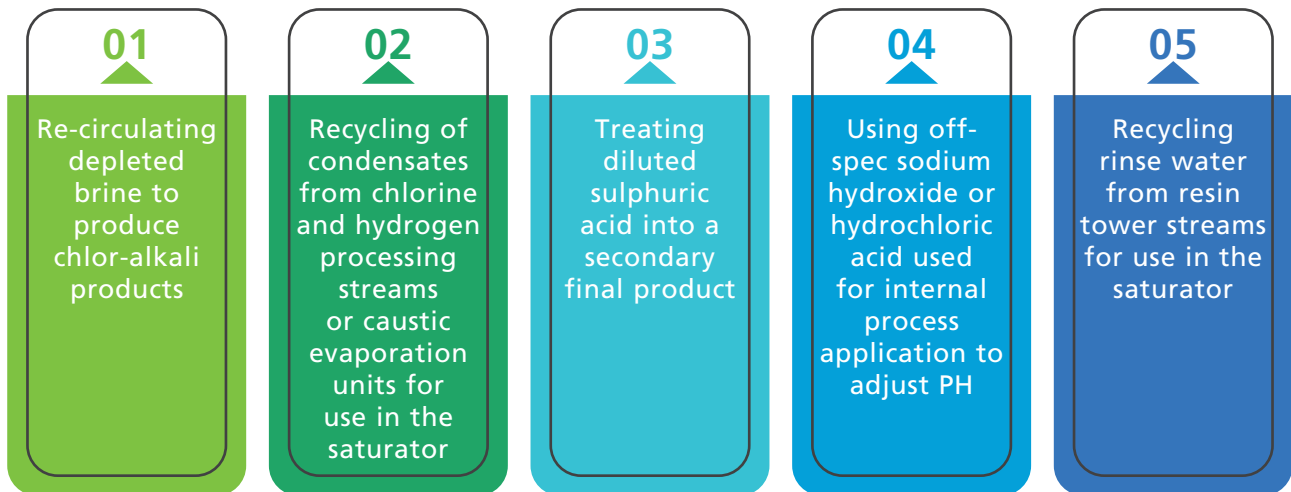 01
Re-circulating
depleted
brine to
produce
chlor-alkali
products
02
Recycling of
condensates
from chlorine
and hydrogen
processing
streams
or caustic
evaporation
units for
use in the
saturator
03
Treating
diluted
sulphuric
acid into a
secondary
final product
04
Using off-
spec sodium
hydroxide or
hydrochloric
acid used
for internal
process
application to
adjust PH
05
Recycling
rinse water
from resin
tower streams
for use in the
saturator